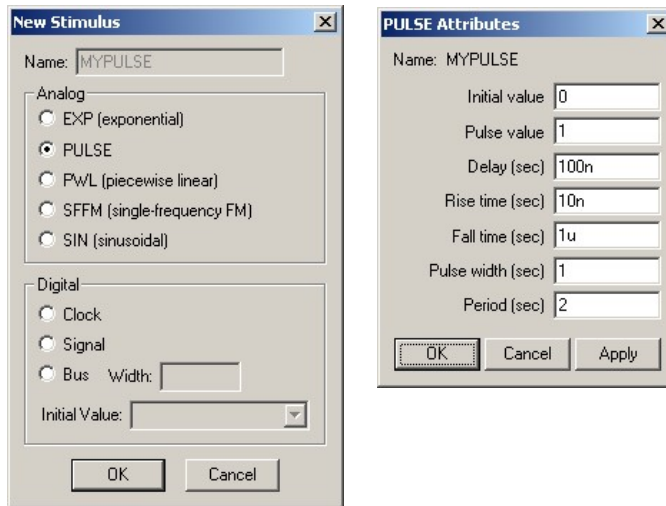 New Stimulus
Name: MYPULSE
Analog
EXP (exponential)
PULSE
PWL (piecewise linear)
SFFM (single-frequency FM)
SIN (sinusoidal)
Digital
Clock
Signal
Bus Width:
Initial Value:
OK Cancel
PULSE Attributes
Name: MYPULSE
Initial value 0
Pulse value 1
Delay (sec) 100n
Rise time (sec) 10n
Fall time (sec) 1u
Pulse width (sec) 1
Period (sec) 2
OK Cancel Apply